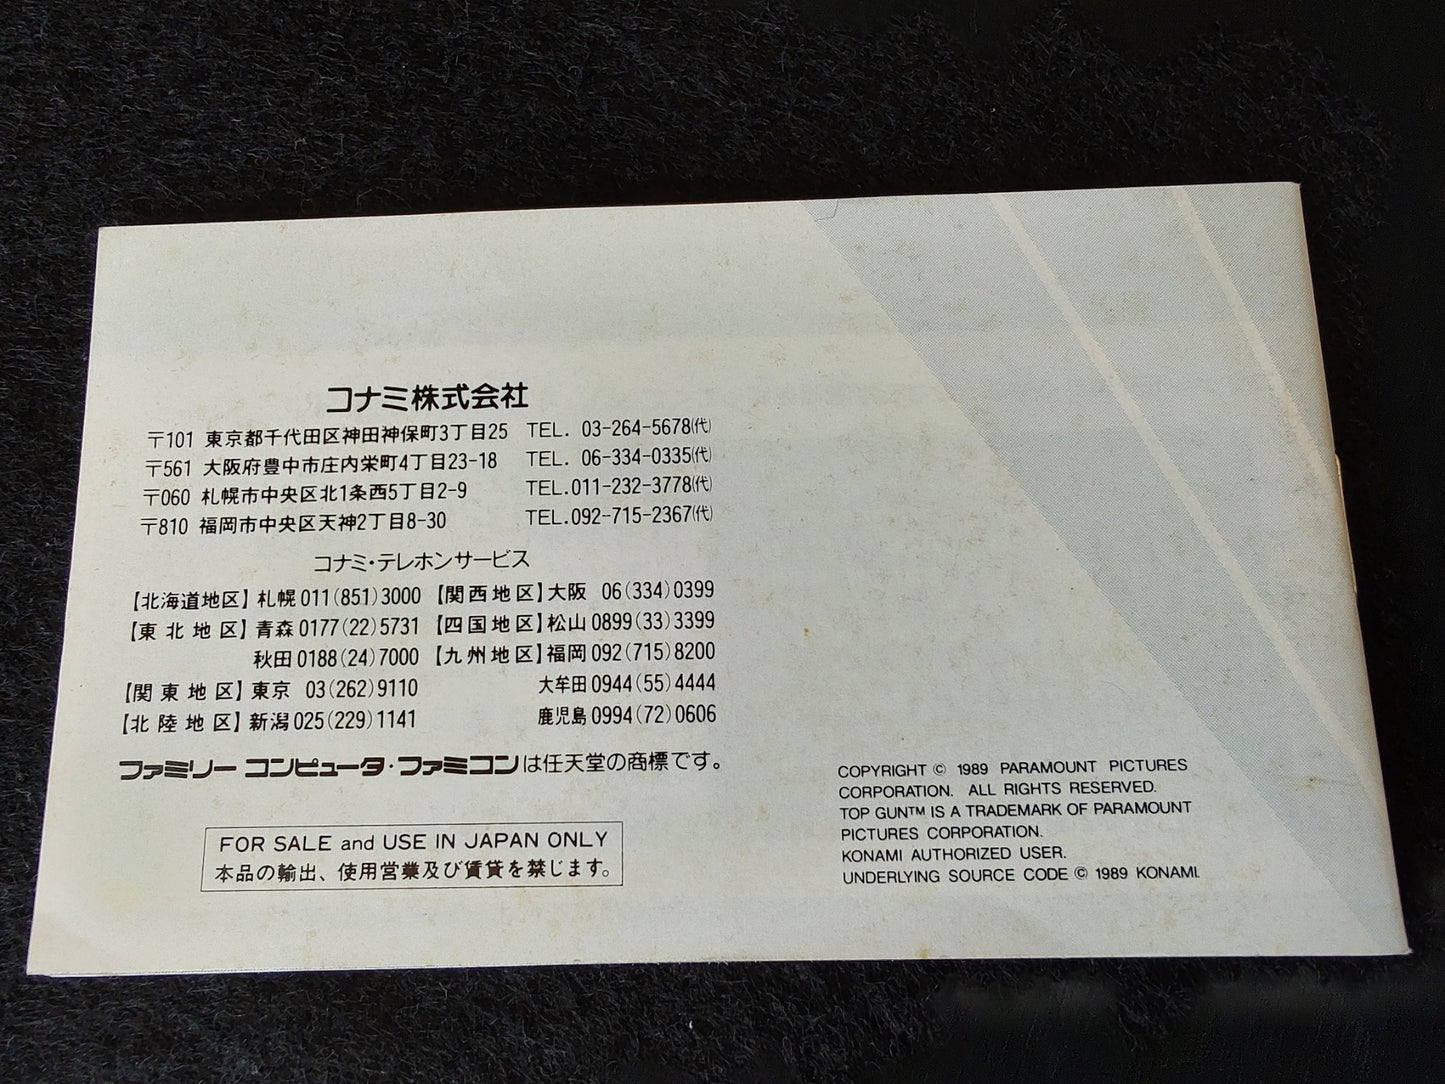 コナミ株式会社
〒101 東京都千代田区神田神保町3丁目25 TEL. 03-264-5678㈹
〒561 大阪府豊中市庄内栄町4丁目23-18 TEL. 06-334-0335㈹
〒060 札幌市中央区北1条西5丁目2-9 TEL.011-232-3778㈹
〒810 福岡市中央区天神2丁目8-30 TEL.092-715-2367㈹
コナミ・テレホンサービス
【北海道地区】札幌 011(851)3000 【関西地区】大阪 06(334)0399
【東北地区】青森 0177(22)5731 【四国地区】松山 0899(33)3399
秋田 0188(24)7000 【九州地区】福岡 092(715)8200
【関東地区】東京 03(262)9110 大牟田 0944(55)4444
【北陸地区】新潟 025(229)1141 鹿児島 0994(72)0606
ファミリーコンピュータ・ファミコンは任天堂の商標です。
FOR SALE and USE IN JAPAN ONLY
本品の輸出、使用営業及び賃貸を禁じます。
COPYRIGHT © 1989 PARAMOUNT PICTURES
CORPORATION. ALL RIGHTS RESERVED.
TOP GUN™ IS A TRADEMARK OF PARAMOUNT
PICTURES CORPORATION.
KONAMI AUTHORIZED USER.
UNDERLYING SOURCE CODE © 1989 KONAMI.